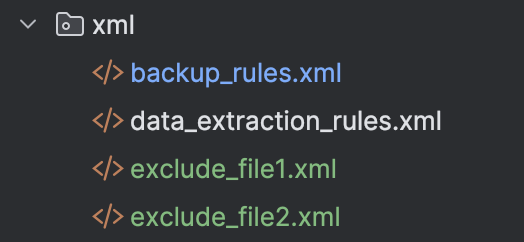 xml
</> backup_rules.xml
</> data_extraction_rules.xml
</> exclude_file1.xml
</> exclude_file2.xml